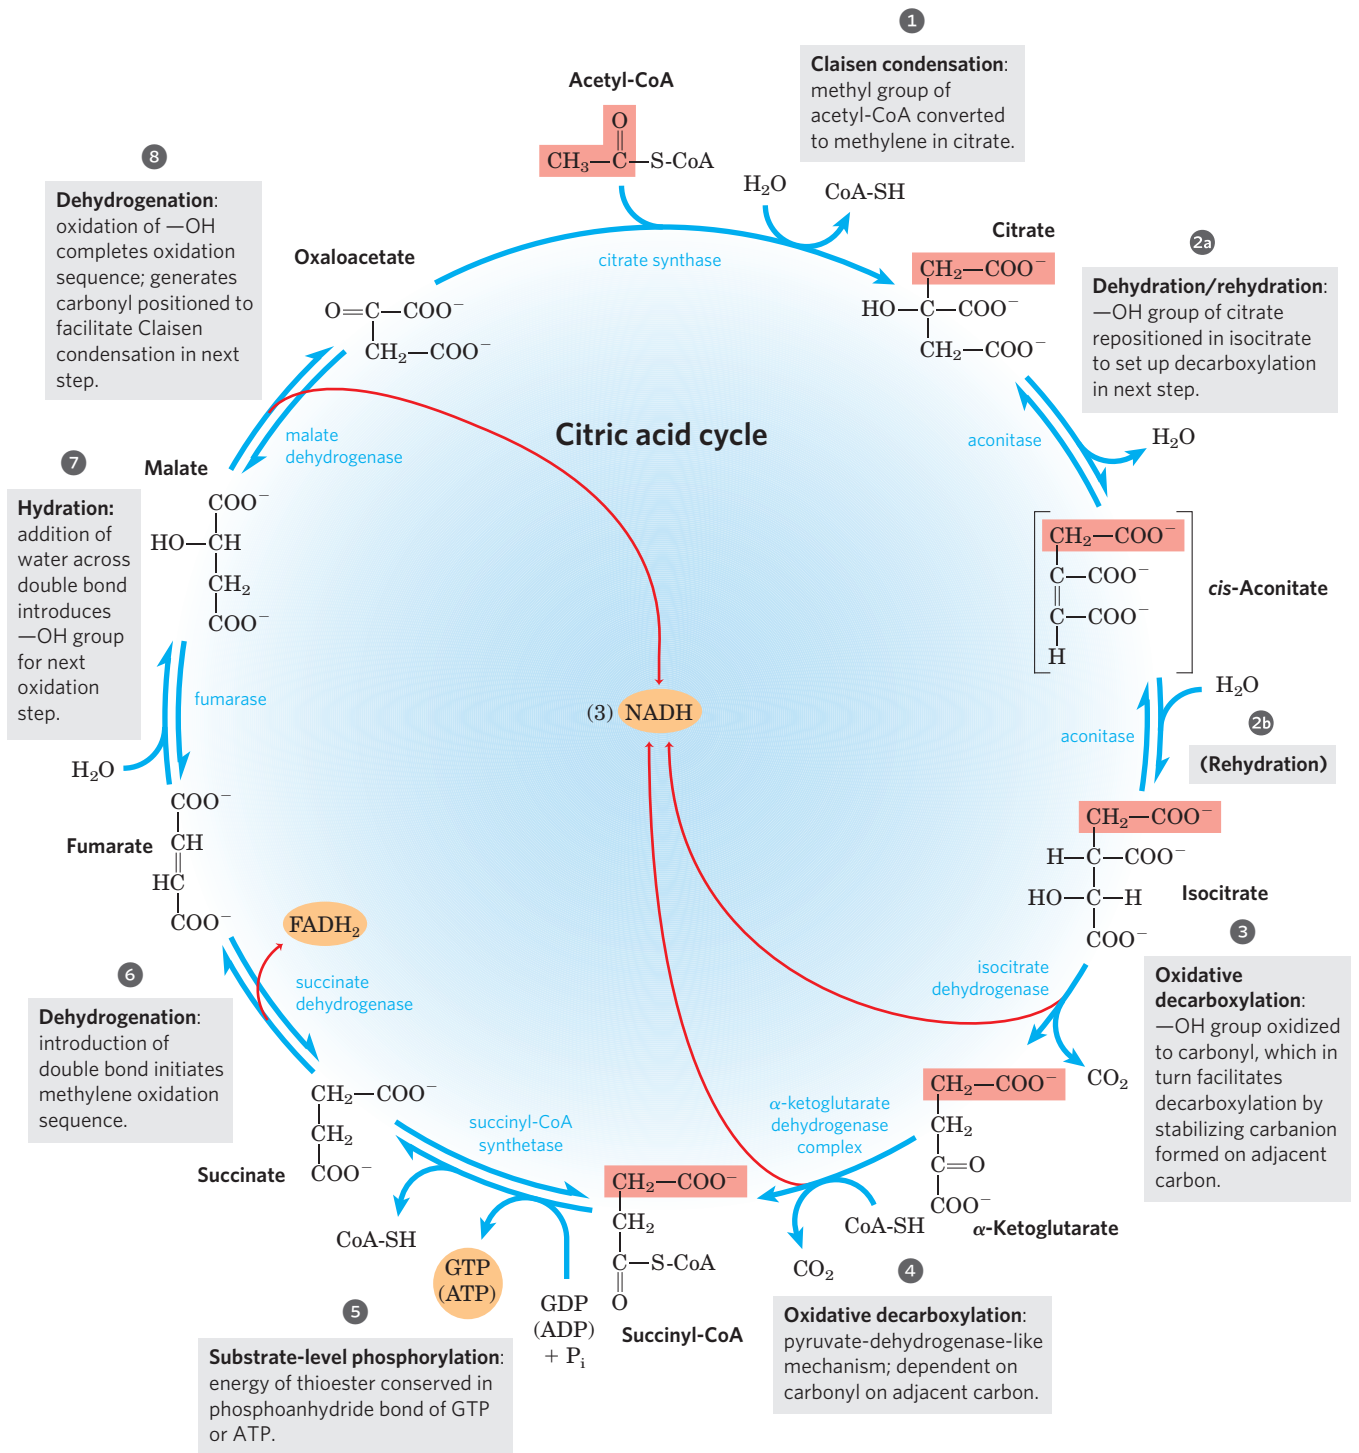 1
Claisen condensation:
methyl group of
acetyl-CoA converted
to methylene in citrate.
Acetyl-CoA
O
CH₃—C—S-CoA
H₂O
CoA-SH
citrate synthase
8
Dehydrogenation:
oxidation of —OH
completes oxidation
sequence; generates
carbonyl positioned to
facilitate Claisen
condensation in next
step.
Oxaloacetate
O=C—COO⁻
CH₂—COO⁻
Citrate
CH₂—COO⁻
HO—C—COO⁻
CH₂—COO⁻
2a
Dehydration/rehydration:
—OH group of citrate
repositioned in isocitrate
to set up decarboxylation
in next step.
Citric acid cycle
aconitase
H₂O
malate
dehydrogenase
CH₂—COO⁻
C—COO⁻
C—COO⁻
H
cis-Aconitate
7
Hydration:
addition of
water across
double bond
introduces
—OH group
for next
oxidation
step.
Malate
COO⁻
HO—CH
CH₂
COO⁻
fumarase
H₂O
(3) NADH
aconitase
H₂O
2b
(Rehydration)
CH₂—COO⁻
H—C—COO⁻
HO—C—H
COO⁻
Isocitrate
Fumarate
COO⁻
CH
HC
COO⁻
FADH₂
6
Dehydrogenation:
introduction of
double bond initiates
methylene oxidation
sequence.
succinate
dehydrogenase
isocitrate
dehydrogenase
3
Oxidative
decarboxylation:
—OH group oxidized
to carbonyl, which in
turn facilitates
decarboxylation by
stabilizing carbanion
formed on adjacent
carbon.
CO₂
CH₂—COO⁻
CH₂
C=O
COO⁻
α-Ketoglutarate
α-ketoglutarate
dehydrogenase
complex
CoA-SH
CO₂
4
Oxidative decarboxylation:
pyruvate-dehydrogenase-like
mechanism; dependent on
carbonyl on adjacent carbon.
CH₂—COO⁻
CH₂
C—S-CoA
O
Succinyl-CoA
succinyl-CoA
synthetase
CH₂—COO⁻
CH₂
COO⁻
Succinate
CoA-SH
GTP
(ATP)
GDP
(ADP)
+ Pᵢ
5
Substrate-level phosphorylation:
energy of thioester conserved in
phosphoanhydride bond of GTP
or ATP.